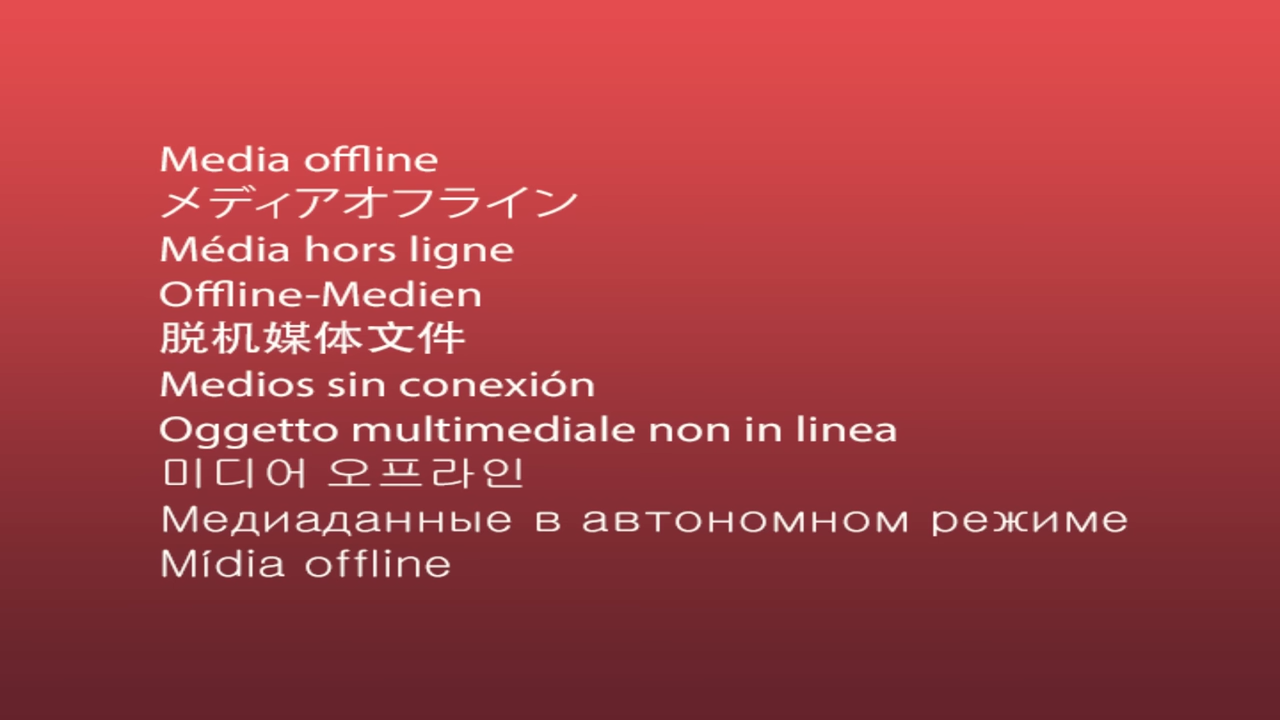 Media offline
メディアオフライン
Média hors ligne
Offline-Medien
脱机媒体文件
Medios sin conexión
Oggetto multimediale non in linea
미디어 오프라인
Медиаданные в автономном режиме
Mídia offline